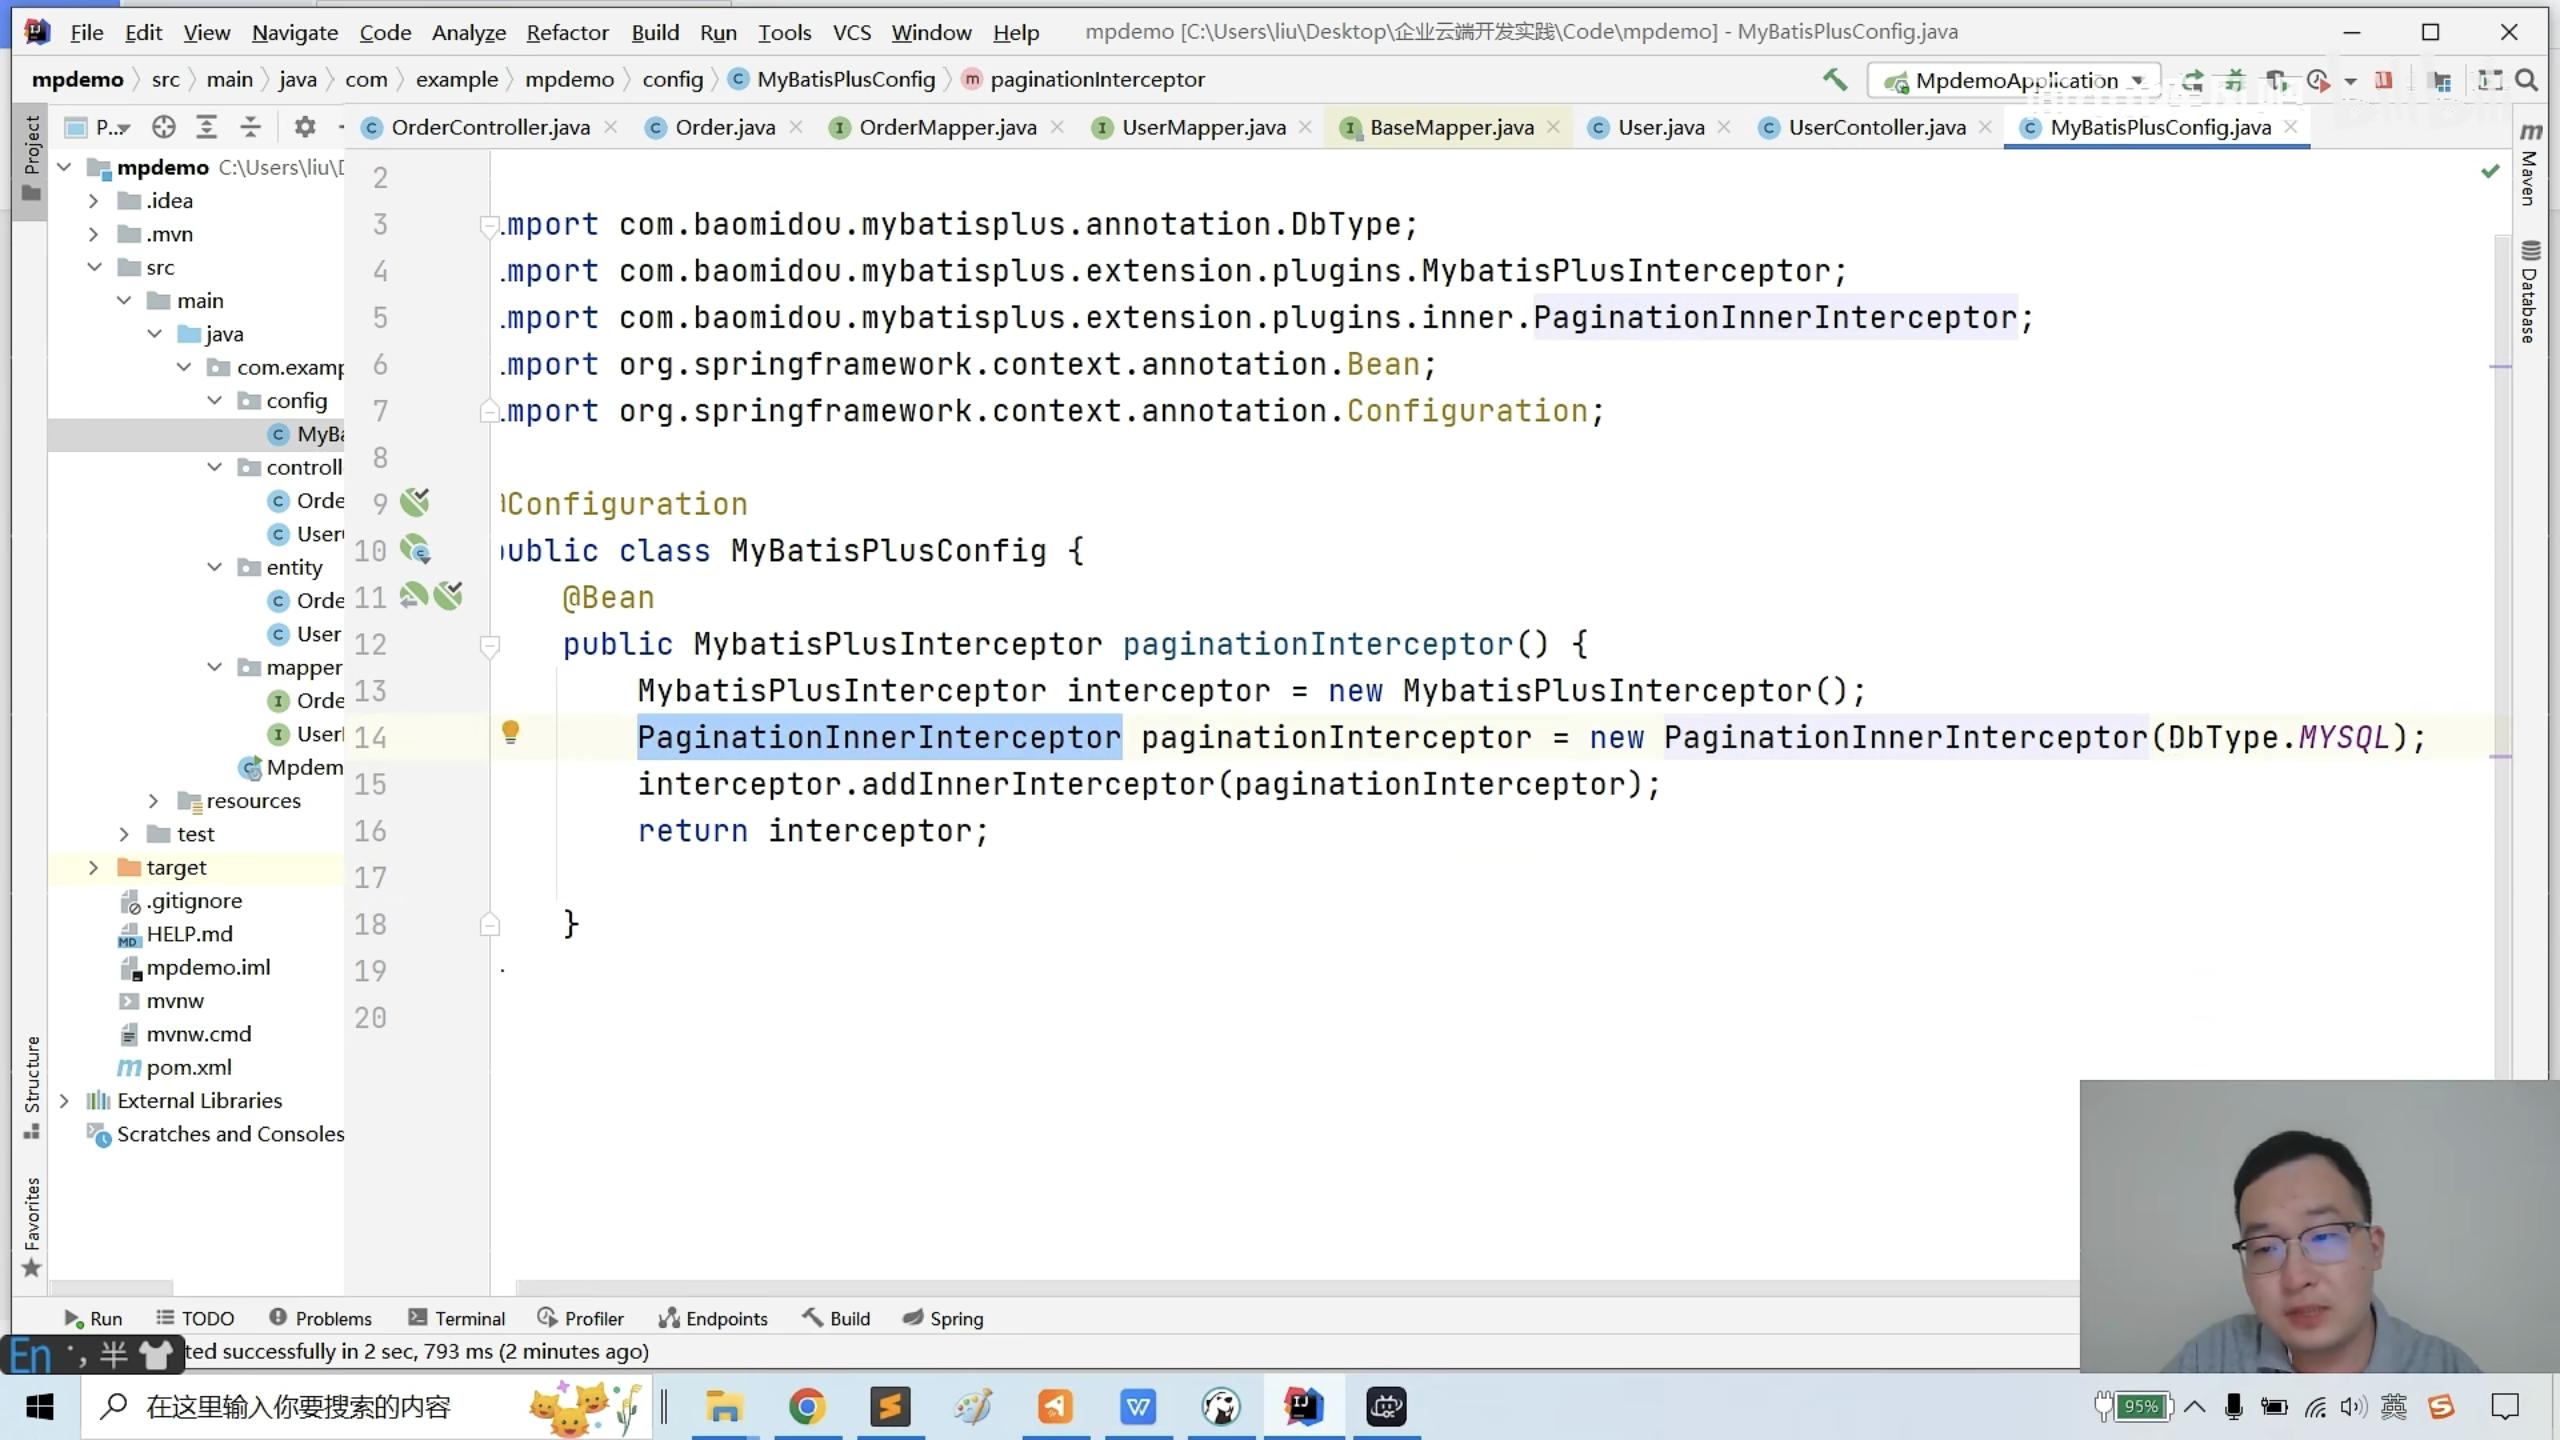 File Edit View Navigate Code Analyze Refactor Build Run Tools VCS Window Help mpdemo [C:\Users\liu\Desktop\企业云端开发实践\Code\mpdemo] - MyBatisPlusConfig.java
mpdemo src main java com example mpdemo config MyBatisPlusConfig paginationInterceptor MpdemoApplication
P... OrderController.java Order.java OrderMapper.java UserMapper.java BaseMapper.java User.java UserContoller.java MyBatisPlusConfig.java
Project
Structure
Favorites
mpdemo C:\Users\liu\D
.idea
.mvn
src
main
java
com.examp
config
MyBa
controll
Orde
User
entity
Orde
User
mapper
Orde
User
Mpdem
resources
test
target
.gitignore
HELP.md
mpdemo.iml
mvnw
mvnw.cmd
pom.xml
External Libraries
Scratches and Consoles
2
3 mport com.baomidou.mybatisplus.annotation.DbType;
4 mport com.baomidou.mybatisplus.extension.plugins.MybatisPlusInterceptor;
5 mport com.baomidou.mybatisplus.extension.plugins.inner.PaginationInnerInterceptor;
6 mport org.springframework.context.annotation.Bean;
7 mport org.springframework.context.annotation.Configuration;
8
9 Configuration
10 ublic class MyBatisPlusConfig {
11 @Bean
12 public MybatisPlusInterceptor paginationInterceptor() {
13 MybatisPlusInterceptor interceptor = new MybatisPlusInterceptor();
14 PaginationInnerInterceptor paginationInterceptor = new PaginationInnerInterceptor(DbType.MYSQL);
15 interceptor.addInnerInterceptor(paginationInterceptor);
16 return interceptor;
17
18 }
19
20
Maven
Database
Run TODO Problems Terminal Profiler Endpoints Build Spring
En 半 ted successfully in 2 sec, 793 ms (2 minutes ago)
在这里输入你要搜索的内容 95% 英